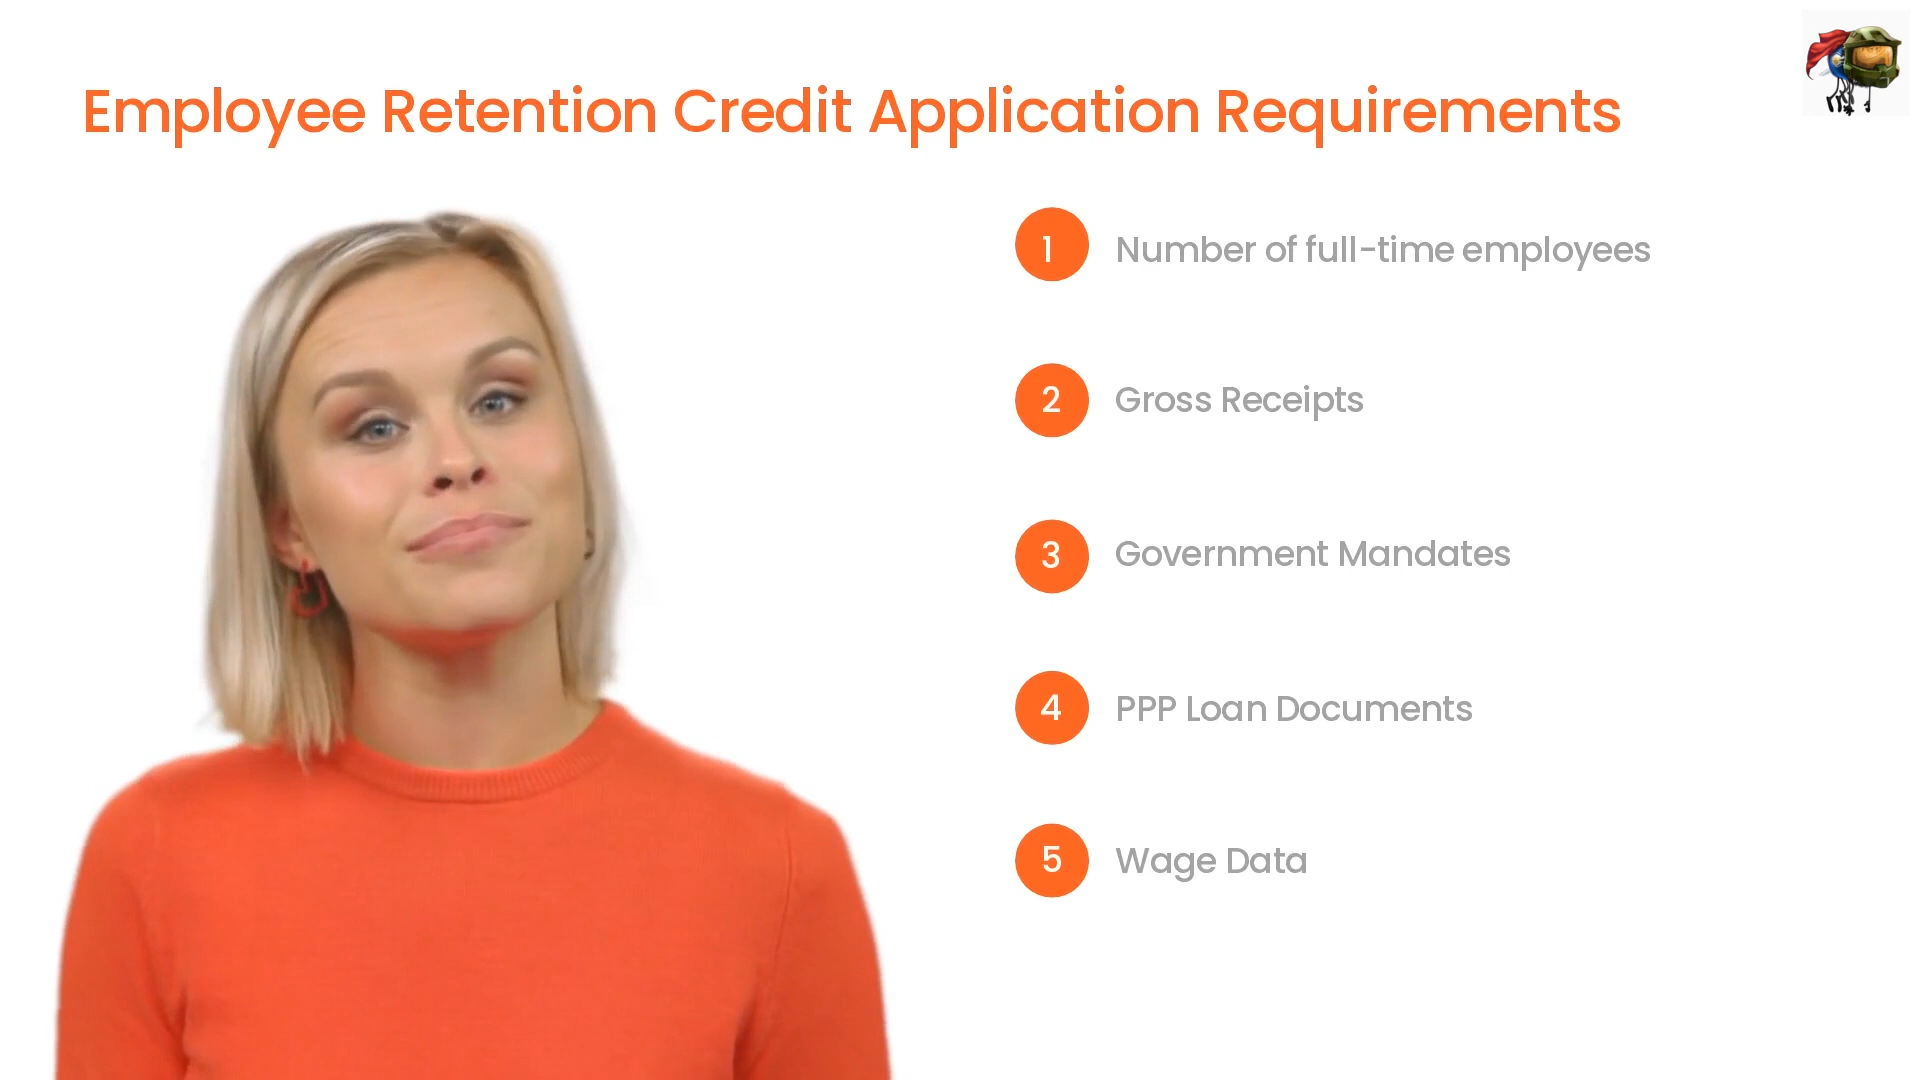 Employee Retention Credit Application Requirements
1 Number of full-time employees
2 Gross Receipts
3 Government Mandates
4 PPP Loan Documents
5 Wage Data